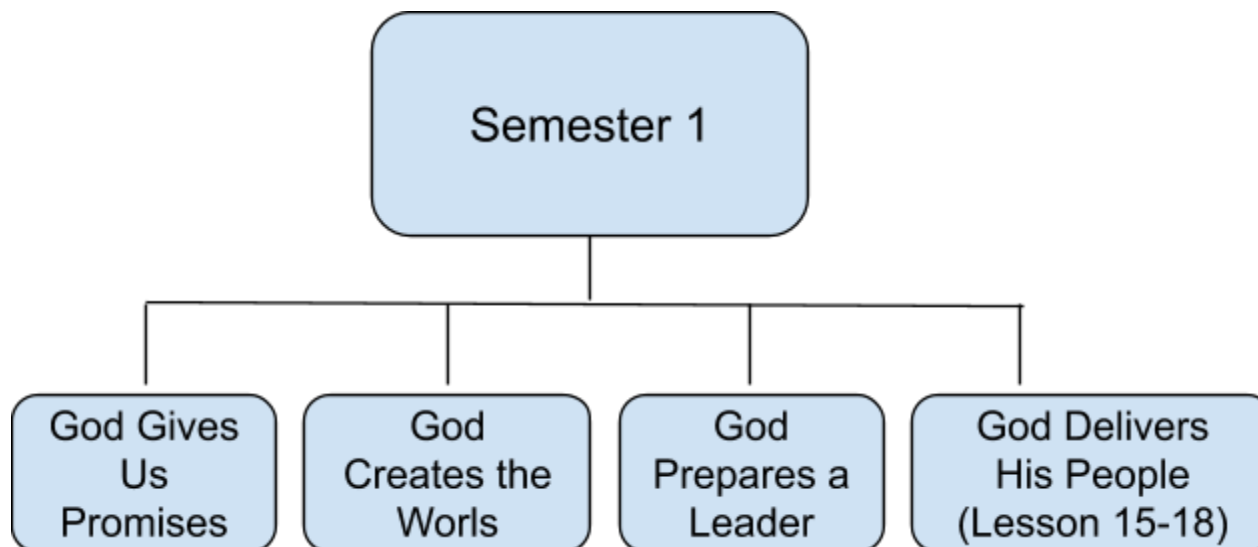 Semester 1
God Gives
Us
Promises
God
Creates the
Worls
God
Prepares a
Leader
God Delivers
His People
(Lesson 15-18)